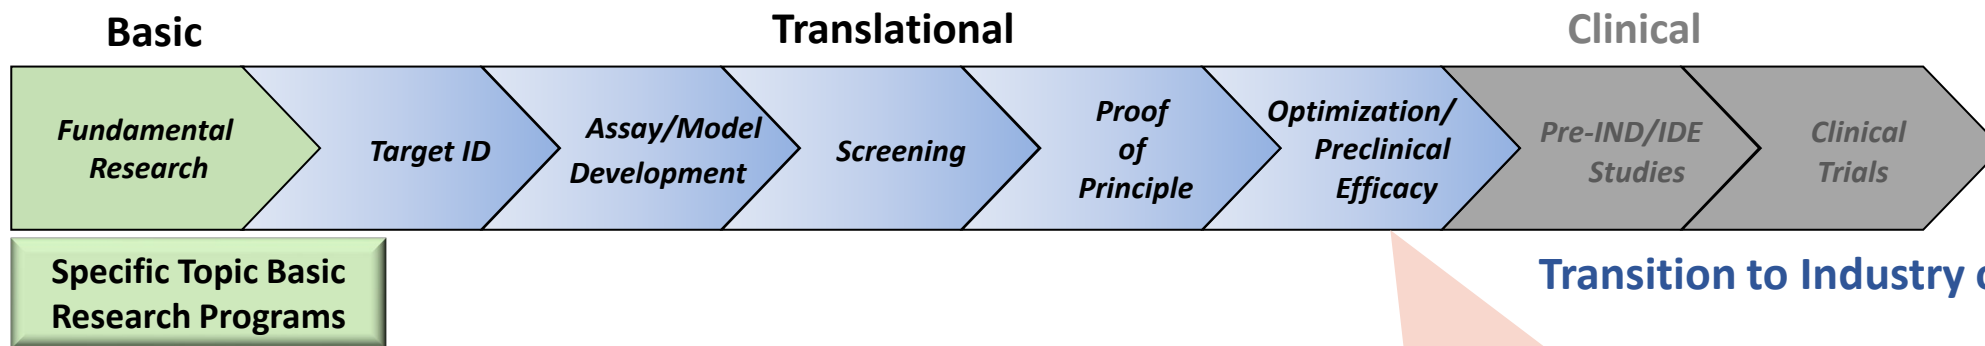 Basic
Translational
Clinical
Fundamental
Research
Target ID
Assay/Model
Development
Screening
Proof
of
Principle
Optimization/
Preclinical
Efficacy
Pre-IND/IDE
Studies
Clinical
Trials
Specific Topic Basic
Research Programs
Transition to Industry